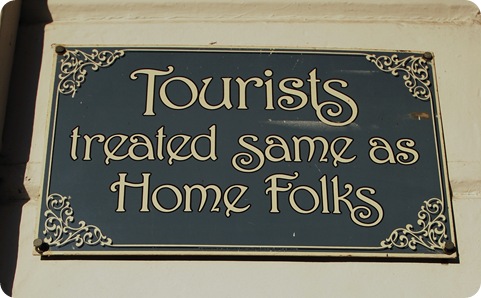 Tourists
treated same as
Home Folks